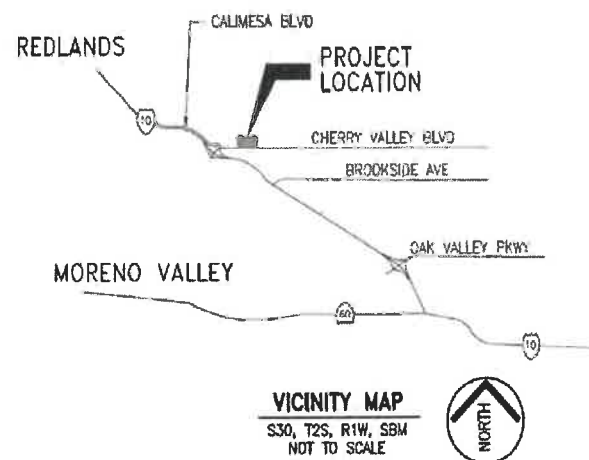 CALIMESA BLVD
REDLANDS
PROJECT
LOCATION
10
CHERRY VALLEY BLVD
BROOKSIDE AVE
OAK VALLEY PKWY
MORENO VALLEY
60
10
VICINITY MAP
S30, T2S, R1W, SBM
NOT TO SCALE
NORTH